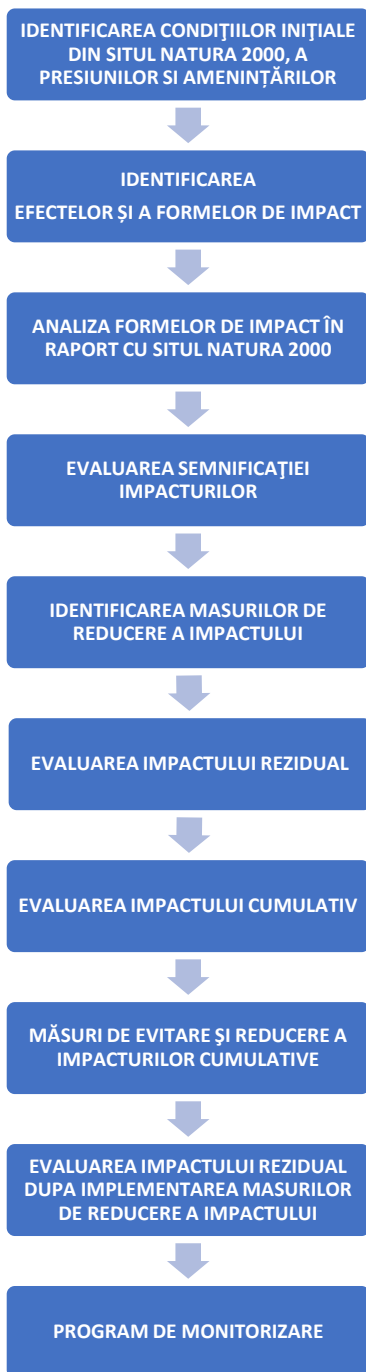 IDENTIFICAREA CONDIŢIILOR INIŢIALE
DIN SITUL NATURA 2000, A
PRESIUNILOR SI AMENINȚĂRILOR
IDENTIFICAREA
EFECTELOR ȘI A FORMELOR DE IMPACT
ANALIZA FORMELOR DE IMPACT ÎN
RAPORT CU SITUL NATURA 2000
EVALUAREA SEMNIFICAŢIEI
IMPACTURILOR
IDENTIFICAREA MASURILOR DE
REDUCERE A IMPACTULUI
EVALUAREA IMPACTULUI REZIDUAL
EVALUAREA IMPACTULUI CUMULATIV
MĂSURI DE EVITARE ŞI REDUCERE A
IMPACTURILOR CUMULATIVE
EVALUAREA IMPACTULUI REZIDUAL
DUPA IMPLEMENTAREA MASURILOR
DE REDUCERE A IMPACTULUI
PROGRAM DE MONITORIZARE